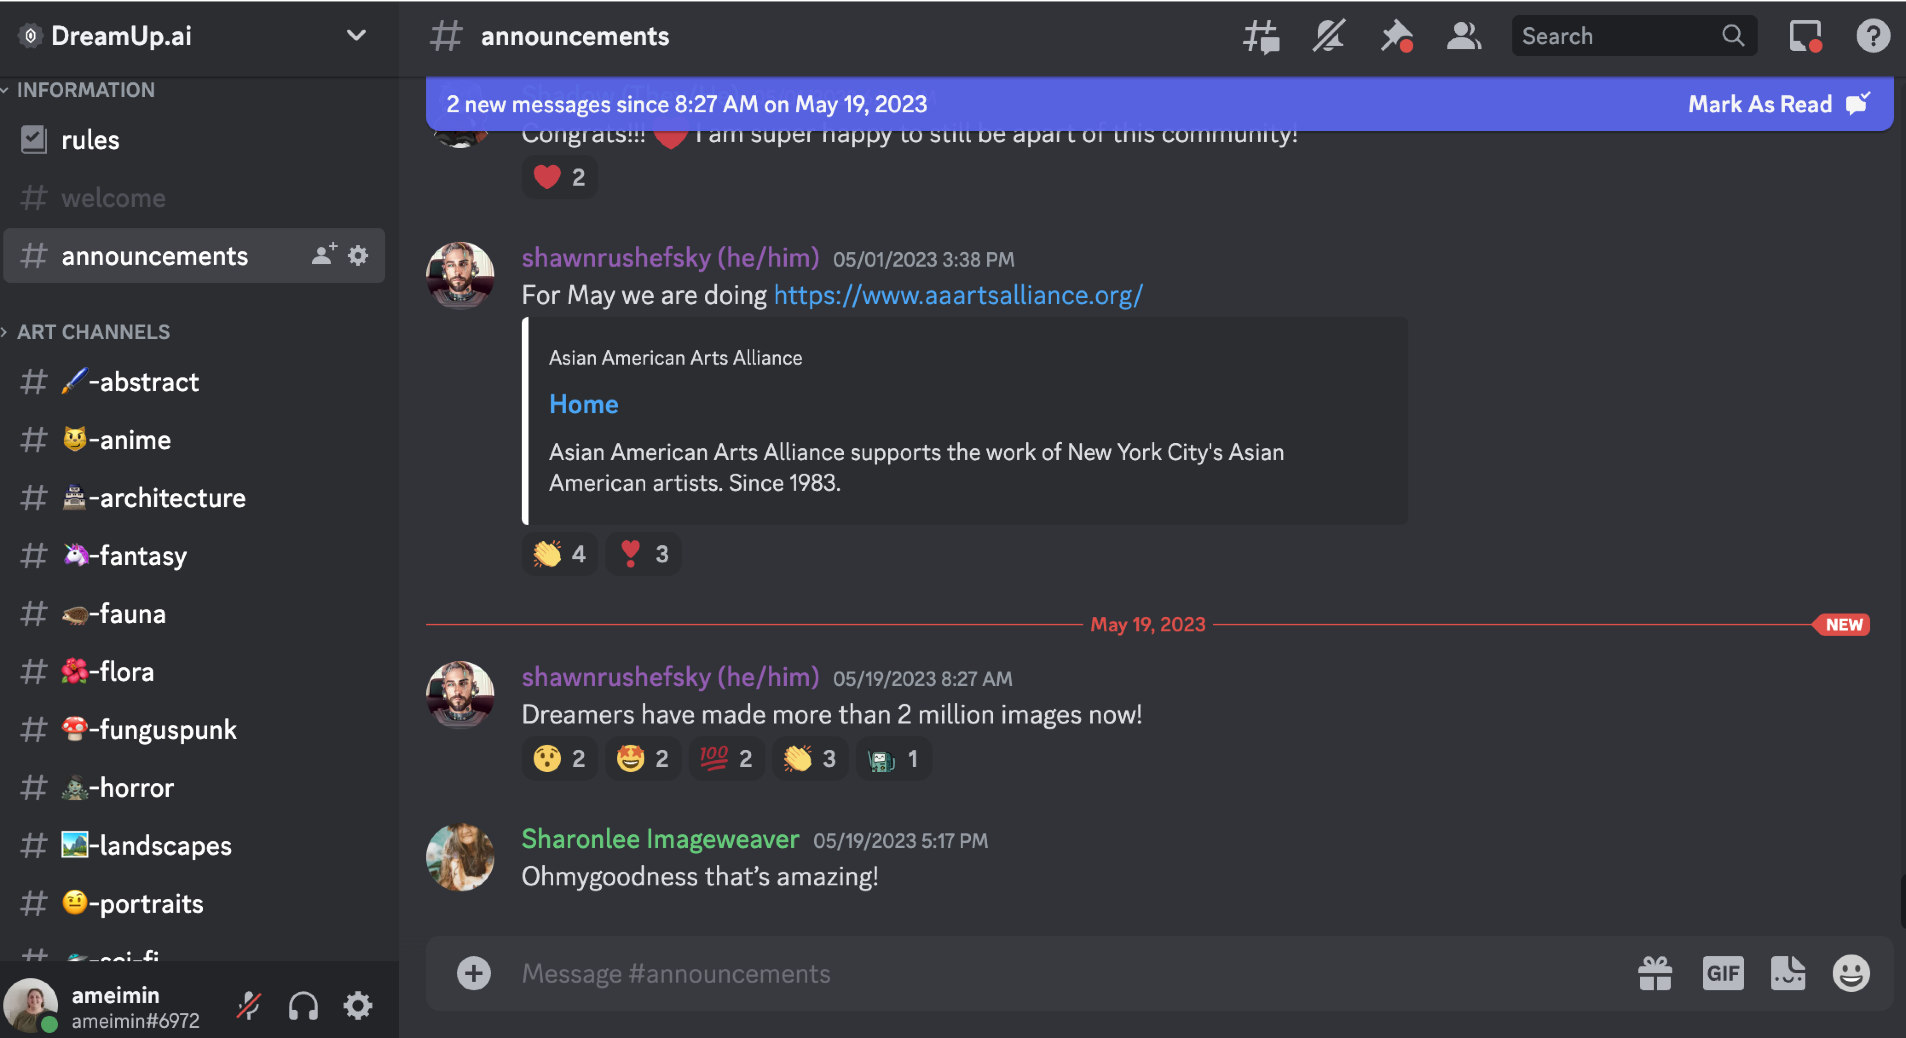 DreamUp.ai
INFORMATION
rules
welcome
announcements
ART CHANNELS
-abstract
-anime
-architecture
-fantasy
-fauna
-flora
-funguspunk
-horror
-landscapes
-portraits
-sci-fi
ameimin
ameimin#6972
announcements
Search
2 new messages since 8:27 AM on May 19, 2023
Mark As Read
Congrats!!! ❤️ I am super happy to still be apart of this community!
2
shawnrushefsky (he/him) 05/01/2023 3:38 PM
For May we are doing https://www.aaartsalliance.org/
Asian American Arts Alliance
Home
Asian American Arts Alliance supports the work of New York City's Asian
American artists. Since 1983.
4 3
May 19, 2023 NEW
shawnrushefsky (he/him) 05/19/2023 8:27 AM
Dreamers have made more than 2 million images now!
2 2 100 2 3 1
Sharonlee Imageweaver 05/19/2023 5:17 PM
Ohmygoodness that’s amazing!
Message #announcements
GIF